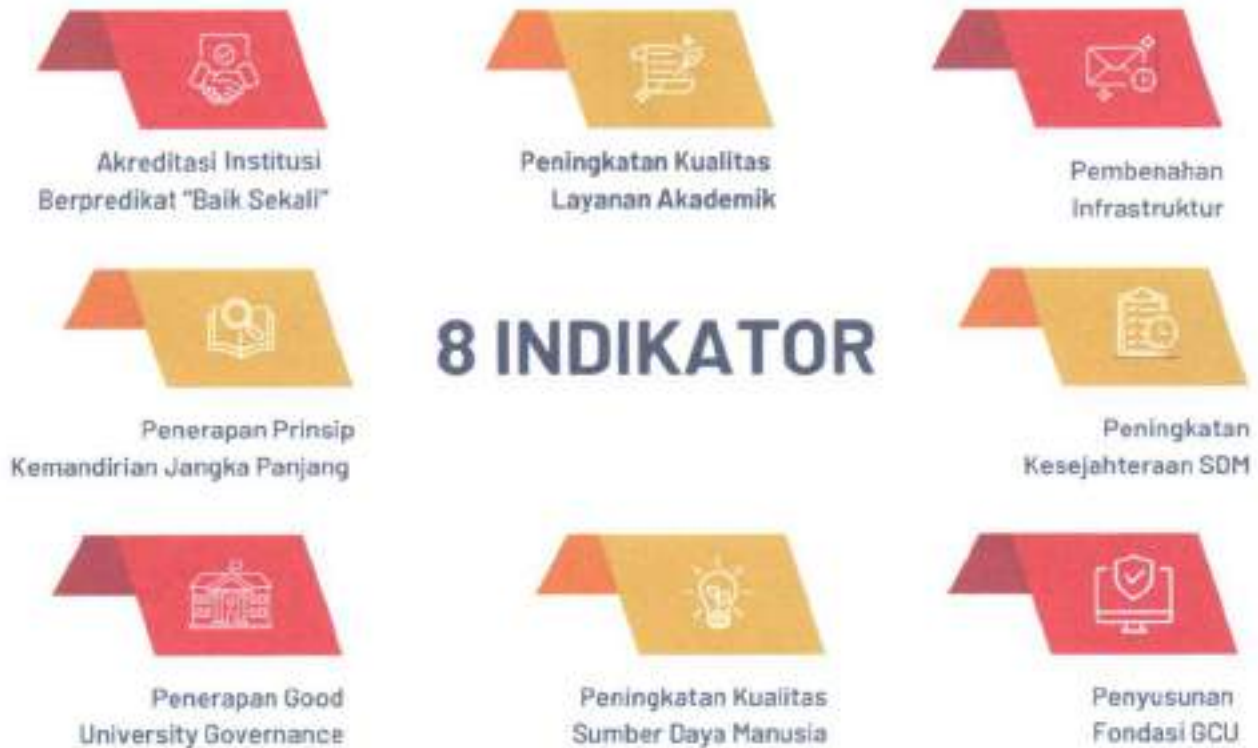 Akreditasi Institusi
Berpredikat "Baik Sekali"
Peningkatan Kualitas
Layanan Akademik
Pembenahan
Infrastruktur
8 INDIKATOR
Penerapan Prinsip
Kemandirian Jangka Panjang
Peningkatan
Kesejahteraan SDM
Penerapan Good
University Governance
Peningkatan Kualitas
Sumber Daya Manusia
Penyusunan
Fondasi GCU